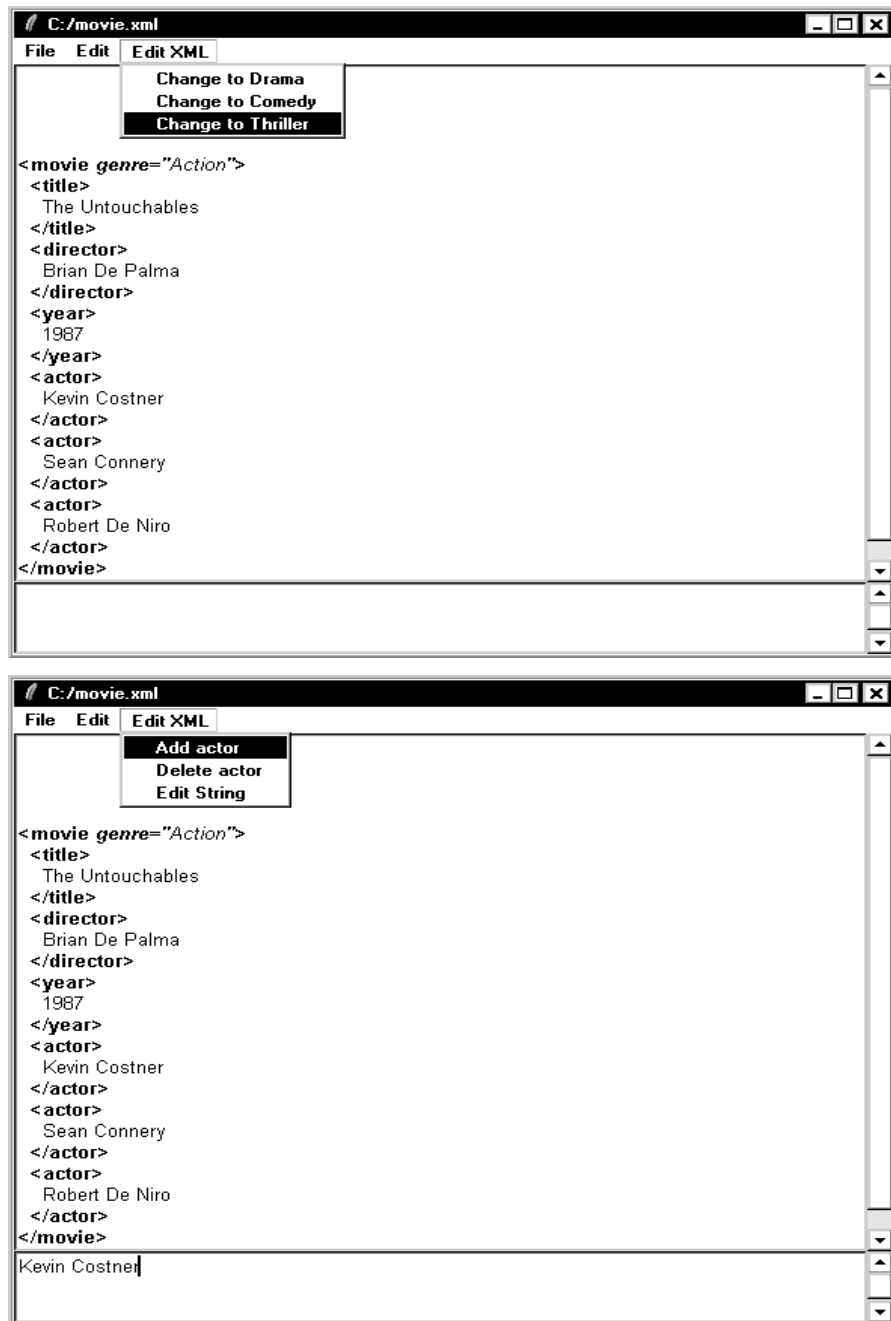 C:/movie.xml
File Edit Edit XML
Change to Drama
Change to Comedy
Change to Thriller
<movie genre="Action">
<title>
The Untouchables
</title>
<director>
Brian De Palma
</director>
<year>
1987
</year>
<actor>
Kevin Costner
</actor>
<actor>
Sean Connery
</actor>
<actor>
Robert De Niro
</actor>
</movie>
C:/movie.xml
File Edit Edit XML
Add actor
Delete actor
Edit String
<movie genre="Action">
<title>
The Untouchables
</title>
<director>
Brian De Palma
</director>
<year>
1987
</year>
<actor>
Kevin Costner
</actor>
<actor>
Sean Connery
</actor>
<actor>
Robert De Niro
</actor>
</movie>
Kevin Costner